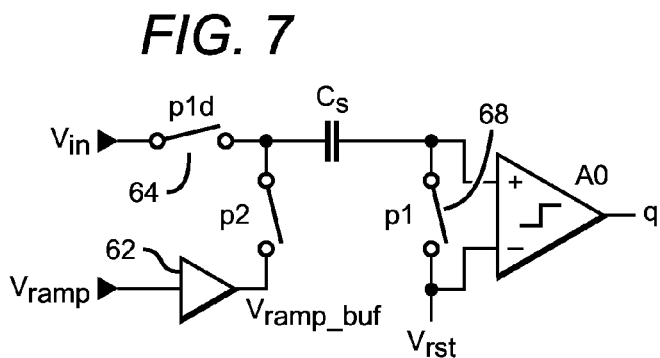 FIG. 7
p1d
Cs
68
Vin
64
p2
p1
+
A0
q
−
62
Vramp
Vramp_buf
Vrst